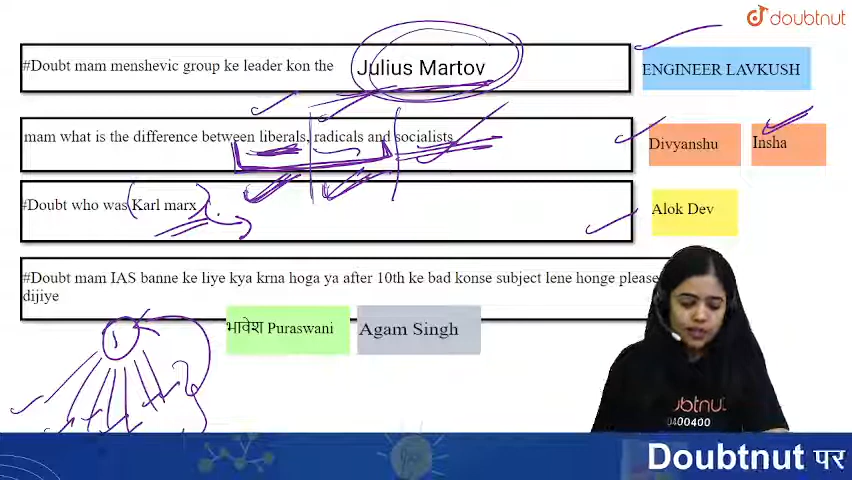 doubtnut
#Doubt mam menshevic group ke leader kon the Julius Martov
ENGINEER LAVKUSH
mam what is the difference between liberals, radicals and socialists
Divyanshu
Insha
#Doubt who was Karl marx
Alok Dev
#Doubt mam IAS banne ke liye kya krna hoga ya after 10th ke bad konse subject lene honge please
dijiye
भावेश Puraswani
Agam Singh
0400400
Doubtnut पर